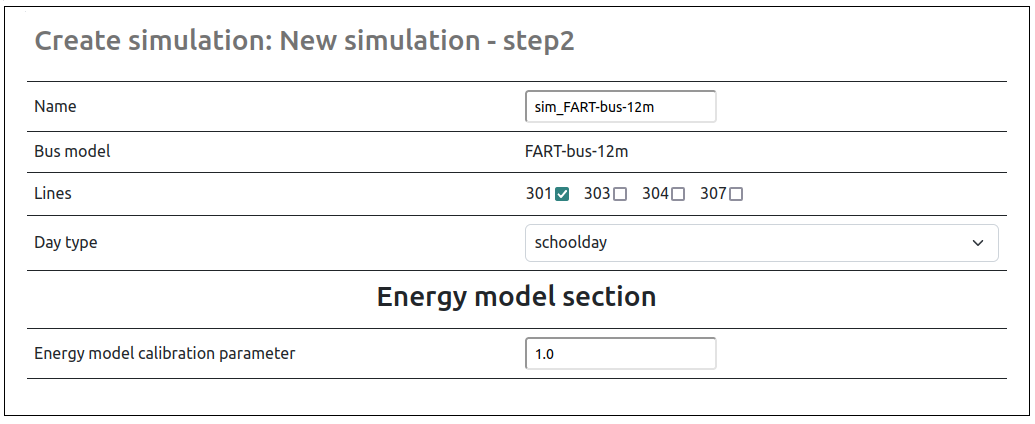 Create simulation: New simulation - step2
Name sim_FART-bus-12m
Bus model FART-bus-12m
Lines 301 303 304 307
Day type schoolday
Energy model section
Energy model calibration parameter 1.0